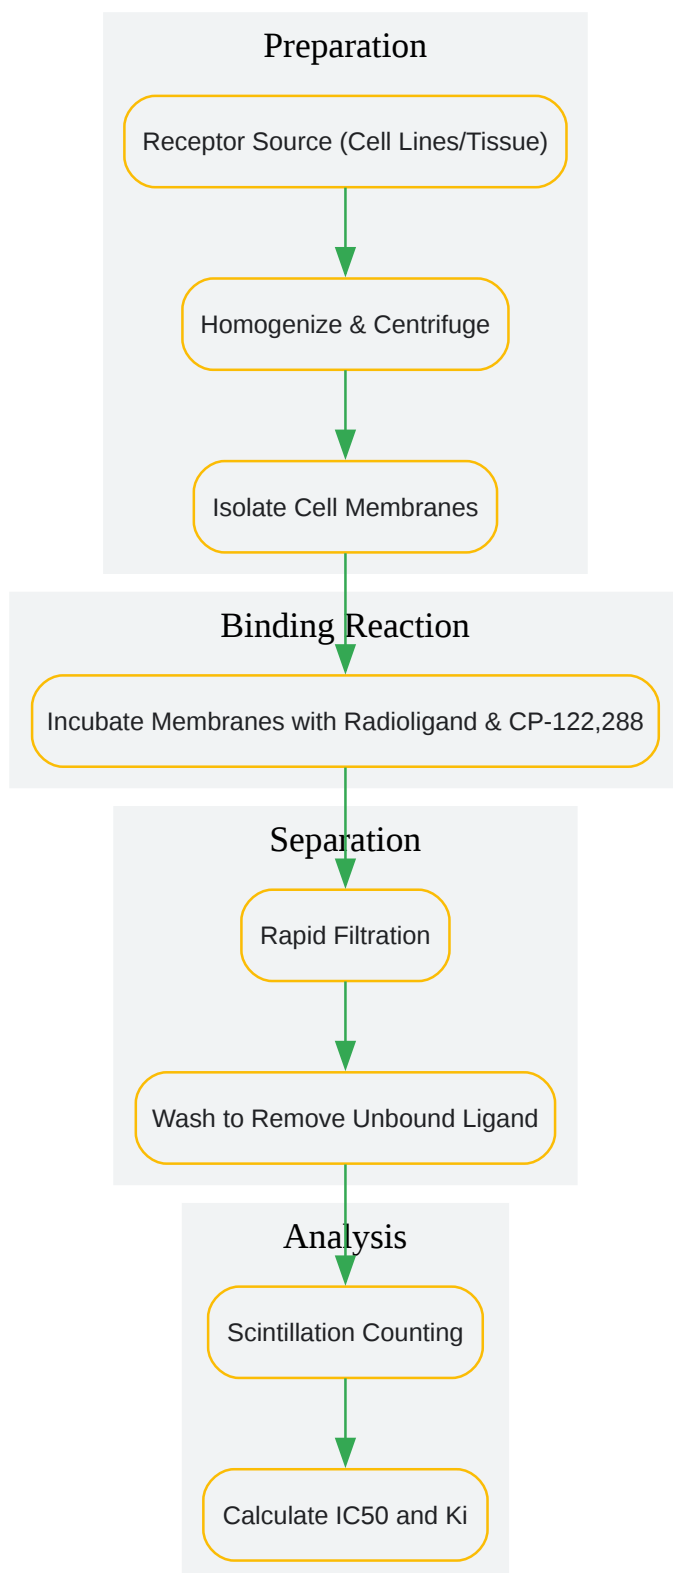 Preparation
Receptor Source (Cell Lines/Tissue)
Homogenize & Centrifuge
Isolate Cell Membranes
Binding Reaction
Incubate Membranes with Radioligand & CP-122,288
Separation
Rapid Filtration
Wash to Remove Unbound Ligand
Analysis
Scintillation Counting
Calculate IC50 and Ki